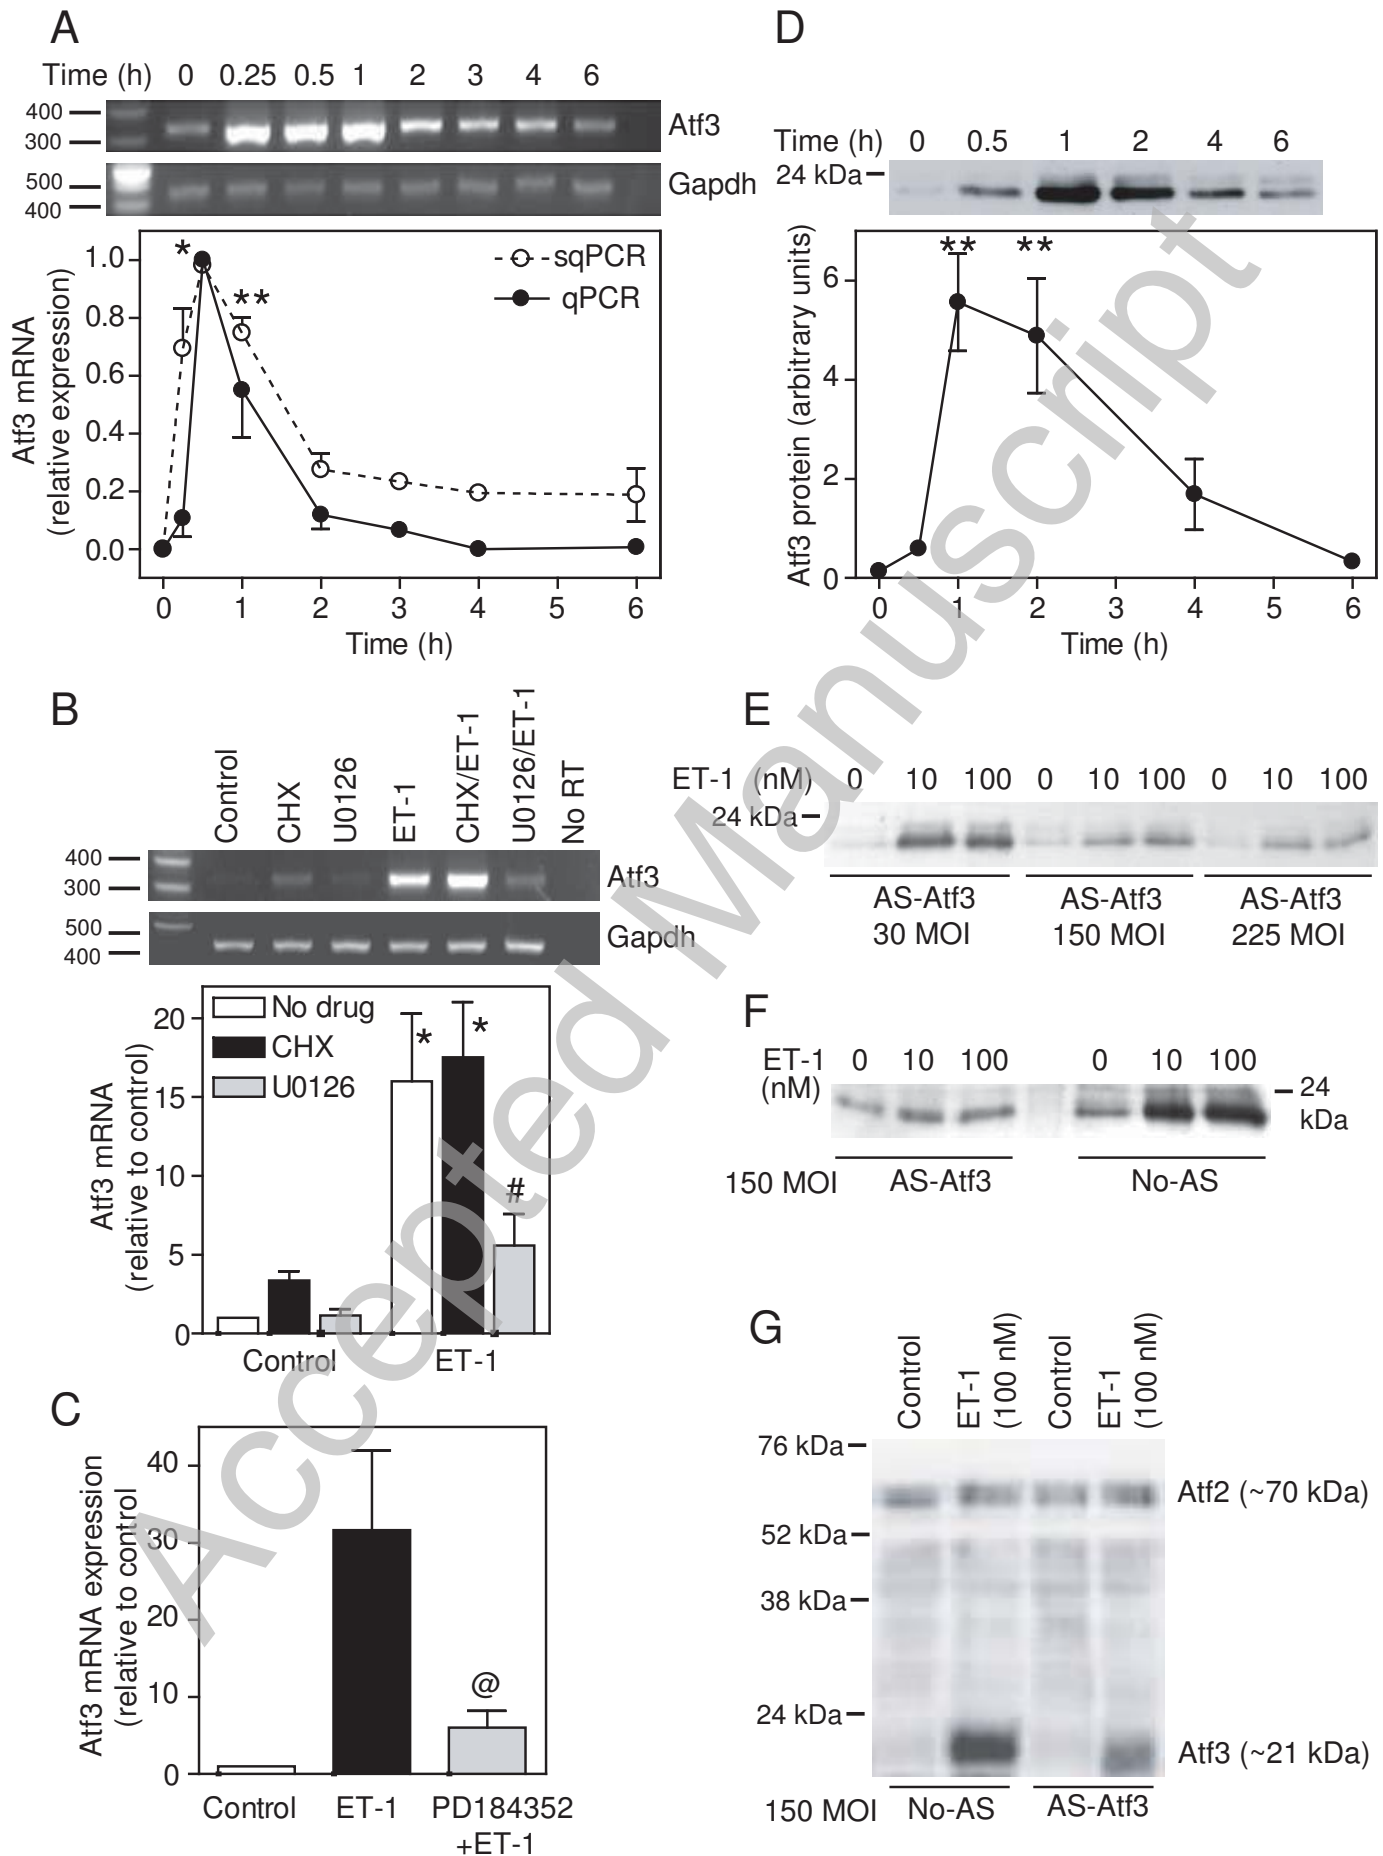 A
Time (h) 0 0.25 0.5 1 2 3 4 6
400
300
Atf3
500
400
Gapdh
* **
sqPCR
qPCR
Atf3 mRNA
(relative expression)
1.0
0.8
0.6
0.4
0.2
0.0
0 1 2 3 4 5 6
Time (h)
B
Control CHX U0126 ET-1 CHX/ET-1 U0126/ET-1 No RT
400
300
Atf3
500
400
Gapdh
No drug
CHX
U0126
Atf3 mRNA
(relative to control)
20
15
10
5
0
* * #
Control ET-1
C
Atf3 mRNA expression
(relative to control
40
30
20
10
0
@
Control ET-1 PD184352
+ET-1
D
Time (h) 0 0.5 1 2 4 6
24 kDa
Atf3 protein (arbitrary units)
6
4
2
0
** **
0 1 2 3 4 5 6
Time (h)
E
ET-1 (nM) 0 10 100 0 10 100 0 10 100
24 kDa
AS-Atf3 AS-Atf3 AS-Atf3
30 MOI 150 MOI 225 MOI
F
ET-1 0 10 100 0 10 100
(nM)
24
kDa
150 MOI AS-Atf3 No-AS
G
Control ET-1 (100 nM) Control ET-1 (100 nM)
76 kDa
Atf2 (~70 kDa)
52 kDa
38 kDa
24 kDa
Atf3 (~21 kDa)
150 MOI No-AS AS-Atf3
Accepted Manuscript